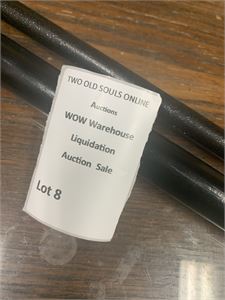 TWO OLD SOULS ONLINE
Auctions
WOW Warehouse
Liquidation
Auction Sale
Lot 8